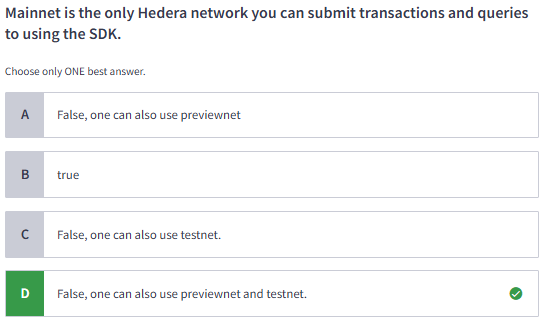 Mainnet is the only Hedera network you can submit transactions and queries
to using the SDK.
Choose only ONE best answer.
A False, one can also use previewnet
B true
C False, one can also use testnet.
D False, one can also use previewnet and testnet.